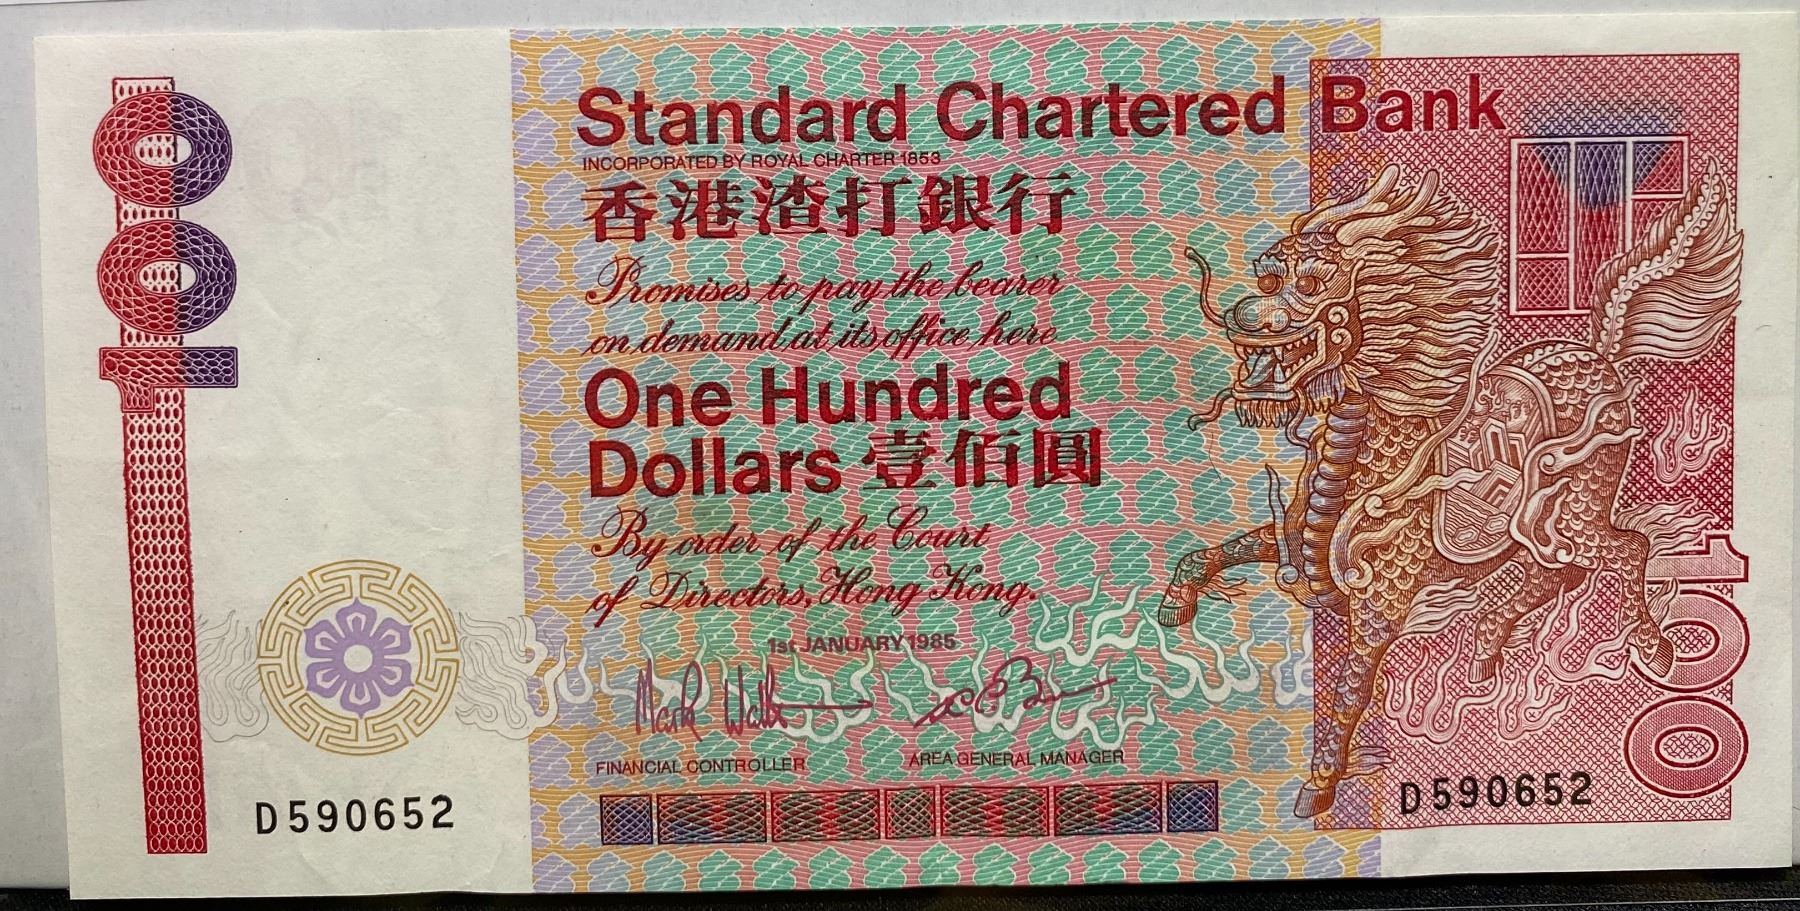 100
Standard Chartered Bank
INCORPORATED BY ROYAL CHARTER 1853
香港渣打銀行
Promises to pay the bearer
on demand at its office here
One Hundred
Dollars 壹佰圓
By order of the Court
of Directors, Hong Kong.
1st JANUARY 1985
FINANCIAL CONTROLLER
AREA GENERAL MANAGER
D590652
D590652
100